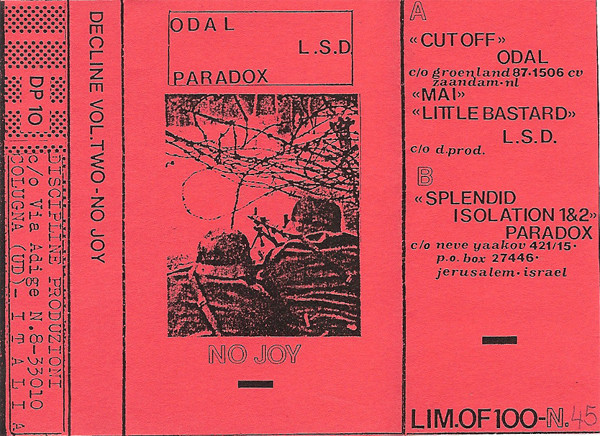 DP 10
DISCIPLINE PRODUZIONI
c/o Via Adige N.8-33010
COLUGNA (UD)- ITALIA
DECLINE VOL.TWO-NO JOY
ODAL
L.S.D.
PARADOX
NO JOY
A
«CUT OFF»
ODAL
c/o groenland 87·1506 cv
zaandam·nl
«MAI»
«LITTLE BASTARD»
L.S.D.
c/o d.prod.
B
«SPLENDID
ISOLATION 1&2»
PARADOX
c/o neve yaakov 421/15·
p.o. box 27446·
jerusalem·israel
LIM.OF 100-N.45